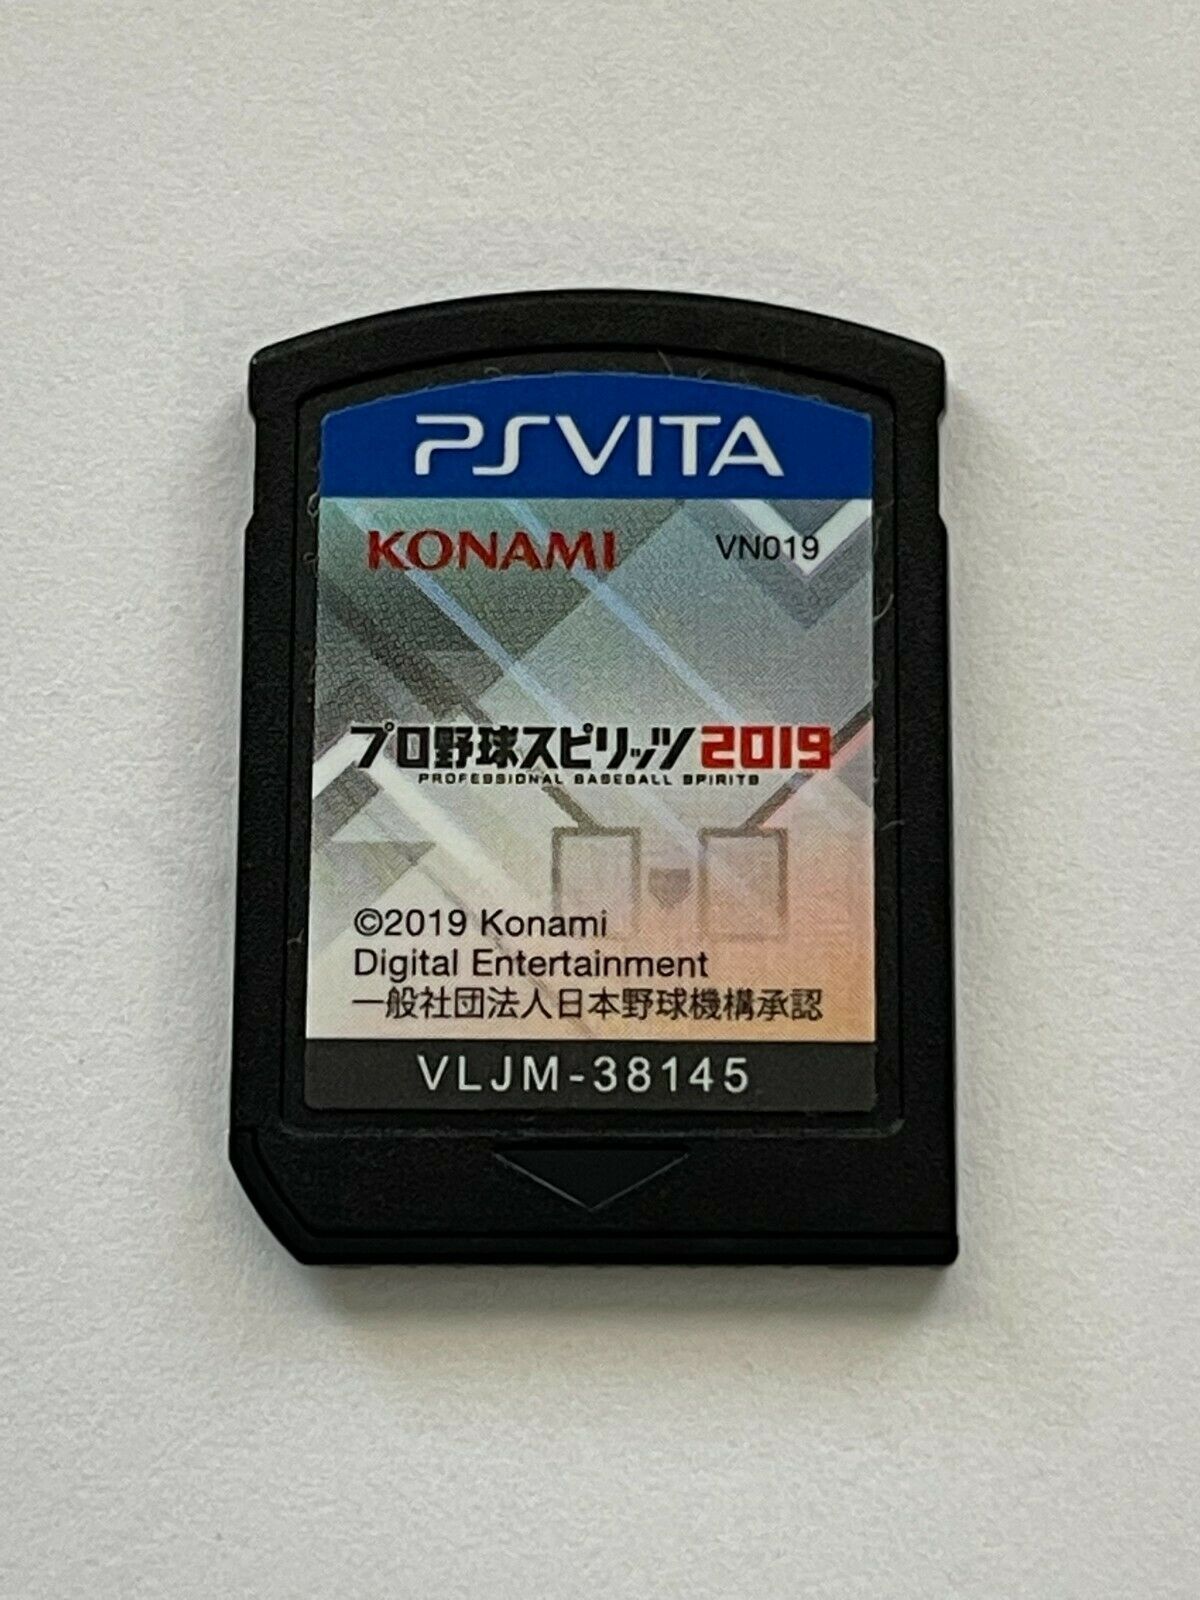 PSVITA
KONAMI VN019
プロ野球スピリッツ2019
PROFESSIONAL BASEBALL SPIRITS
©2019 Konami
Digital Entertainment
一般社団法人日本野球機構承認
VLJM-38145